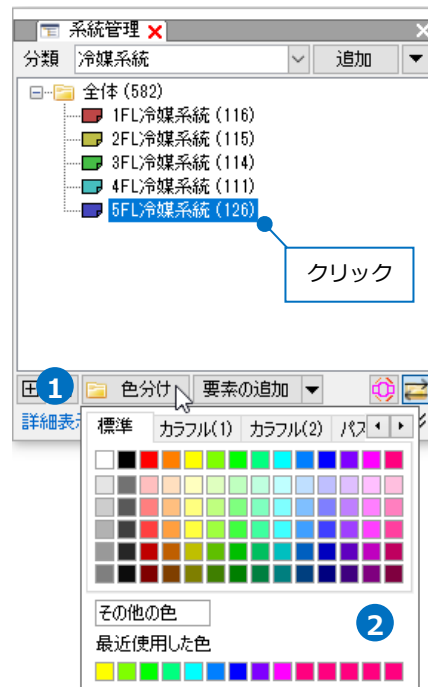 系統管理
分類 冷媒系統 追加
全体 (582)
1FL冷媒系統 (116)
2FL冷媒系統 (115)
3FL冷媒系統 (114)
4FL冷媒系統 (111)
5FL冷媒系統 (126)
クリック
1 色分け 要素の追加
詳細表
標準 カラフル(1) カラフル(2) パス
その他の色
2
最近使用した色